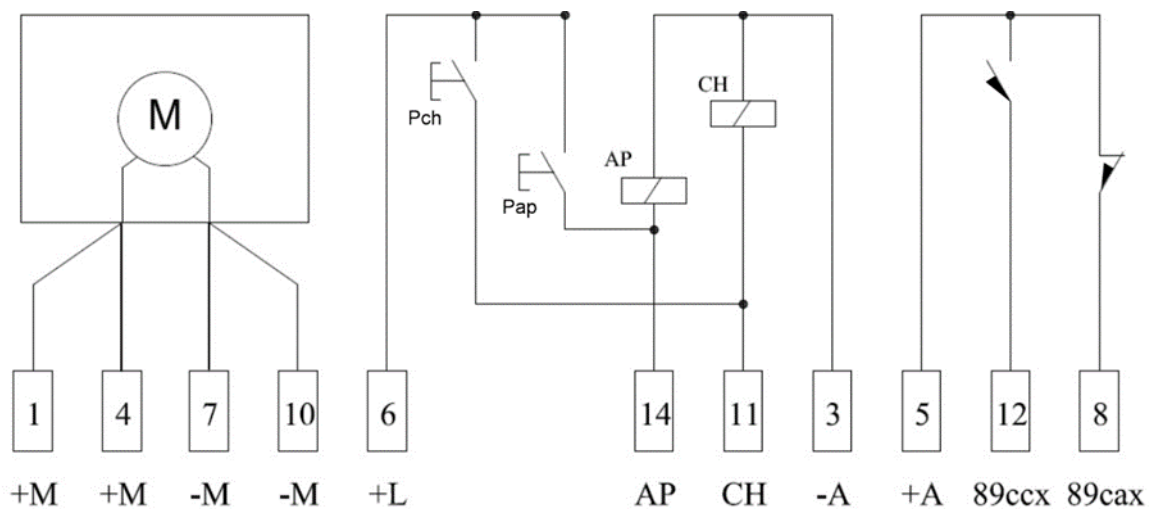 M
Pch
Pap
AP
CH
1 4 7 10 6 14 11 3 5 12 8
+M +M -M -M +L AP CH -A +A 89ccx 89cax